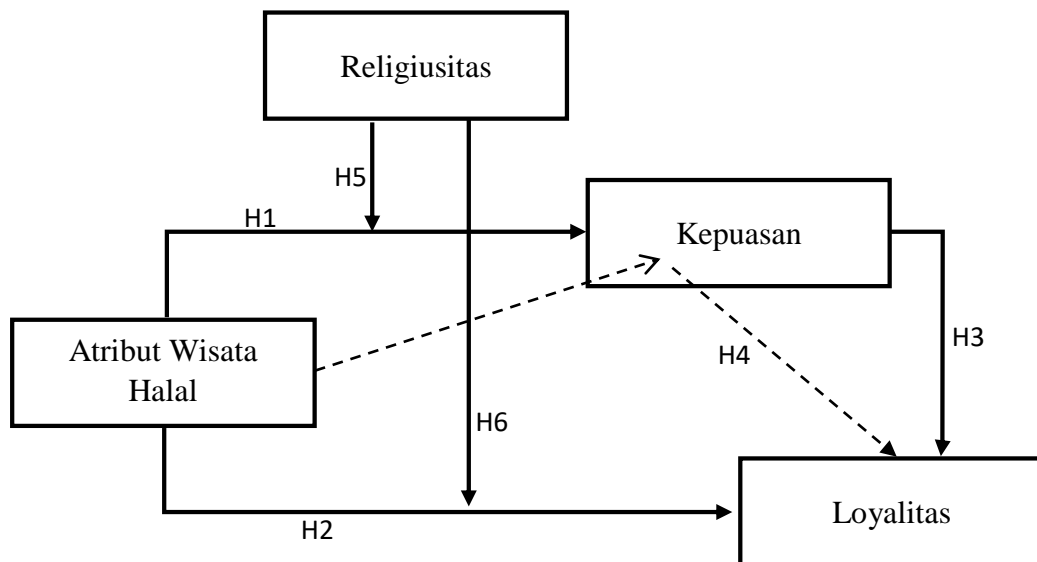 Religiusitas
H5
H1
Kepuasan
Atribut Wisata
Halal
H4
H3
H6
H2
Loyalitas